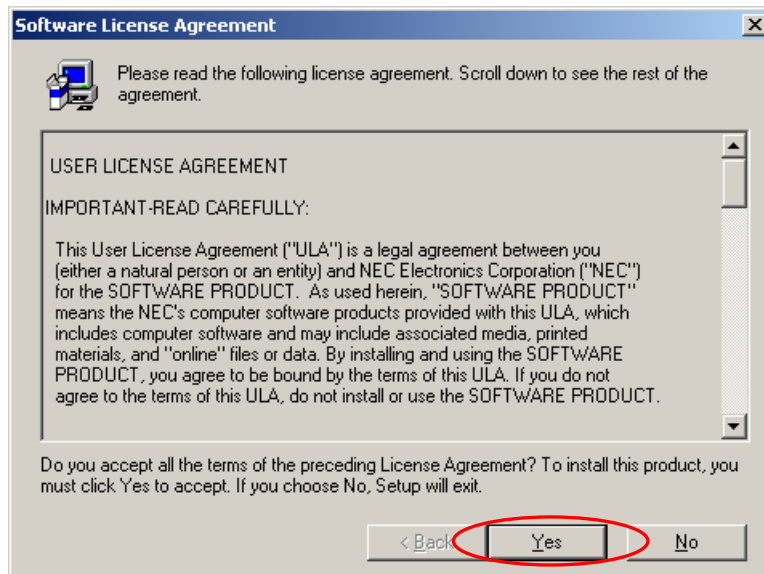 Software License Agreement
Please read the following license agreement. Scroll down to see the rest of the
agreement.
USER LICENSE AGREEMENT
IMPORTANT-READ CAREFULLY:
This User License Agreement ("ULA") is a legal agreement between you
(either a natural person or an entity) and NEC Electronics Corporation ("NEC")
for the SOFTWARE PRODUCT.  As used herein, "SOFTWARE PRODUCT"
means the NEC's computer software products provided with this ULA, which
includes computer software and may include associated media, printed
materials, and "online" files or data. By installing and using the SOFTWARE
PRODUCT, you agree to be bound by the terms of this ULA. If you do not
agree to the terms of this ULA, do not install or use the SOFTWARE PRODUCT.
Do you accept all the terms of the preceding License Agreement? To install this product, you
must click Yes to accept. If you choose No, Setup will exit.
< Back Yes No